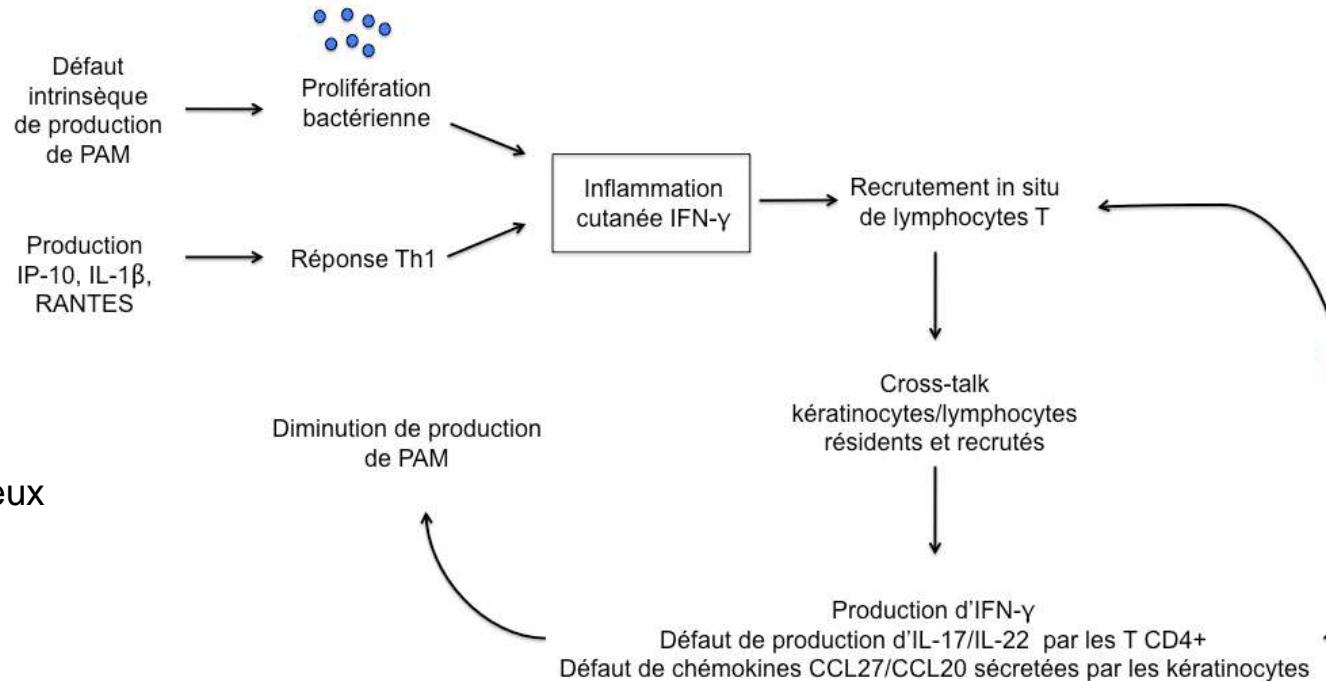 Défaut
intrinsèque
de production
de PAM
Prolifération
bactérienne
Production
IP-10, IL-1β,
RANTES
Réponse Th1
Inflammation
cutanée IFN-γ
Recrutement in situ
de lymphocytes T
Cross-talk
kératinocytes/lymphocytes
résidents et recrutés
Diminution de production
de PAM
eux
Production d'IFN-γ
Défaut de production d'IL-17/IL-22 par les T CD4+
Défaut de chémokines CCL27/CCL20 sécretées par les kératinocytes